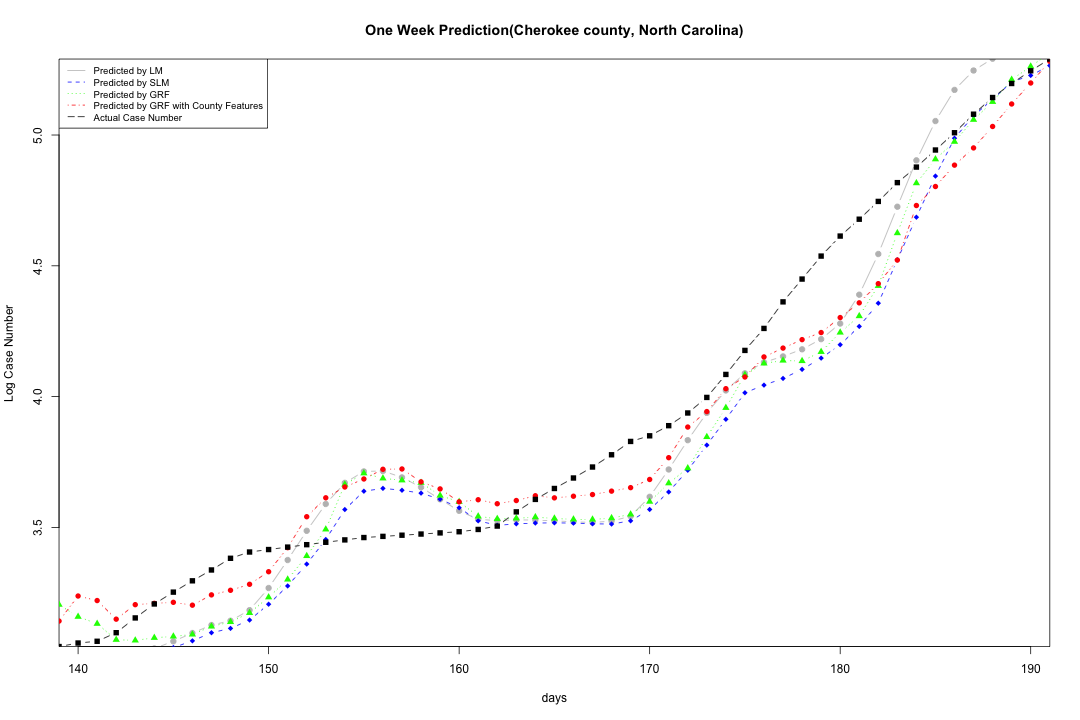 One Week Prediction(Cherokee county, North Carolina)
Predicted by LM
Predicted by SLM
Predicted by GRF
Predicted by GRF with County Features
Actual Case Number
5.0
4.5
4.0
3.5
Log Case Number
140 150 160 170 180 190
days